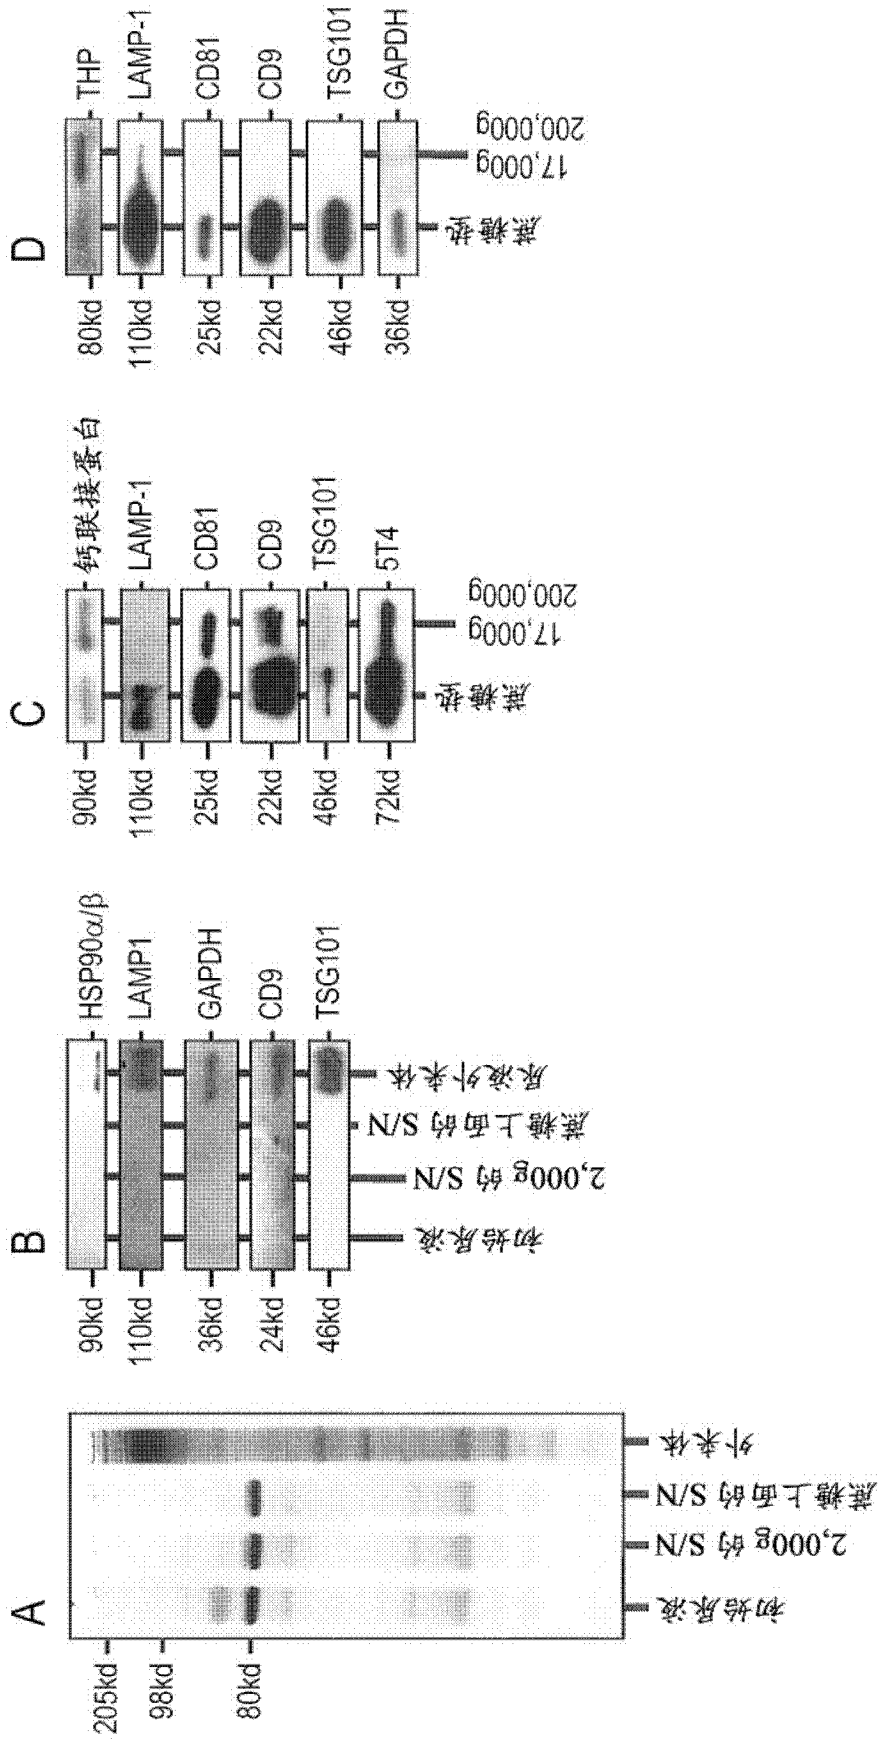 A
205kd
98kd
80kd
初始尿液
2,000g 的 S/N
蔗糖上面的 S/N
外来体
B
90kd
110kd
36kd
24kd
46kd
HSP90α/β
LAMP1
GAPDH
CD9
TSG101
初始尿液
2,000g 的 S/N
蔗糖上面的 S/N
尿液外来体
C
90kd
110kd
25kd
22kd
46kd
72kd
钙联接蛋白
LAMP-1
CD81
CD9
TSG101
5T4
蔗糖垫
17,000g
200,000g
D
80kd
110kd
25kd
22kd
46kd
36kd
THP
LAMP-1
CD81
CD9
TSG101
GAPDH
蔗糖垫
17,000g
200,000g